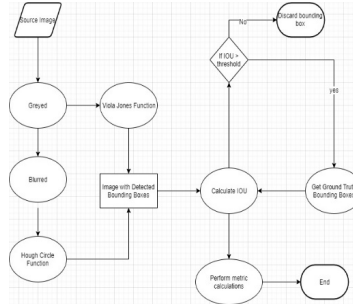 Source Image
Greyed
Viola Jones Function
Blurred
Image with Detected
Bounding Boxes
Hough Circle
Function
No
Discard bounding
box
If IOU >
threshold
yes
Calculate IOU
Get Ground Truth
Bounding Boxes
Perform metric
calculations
End